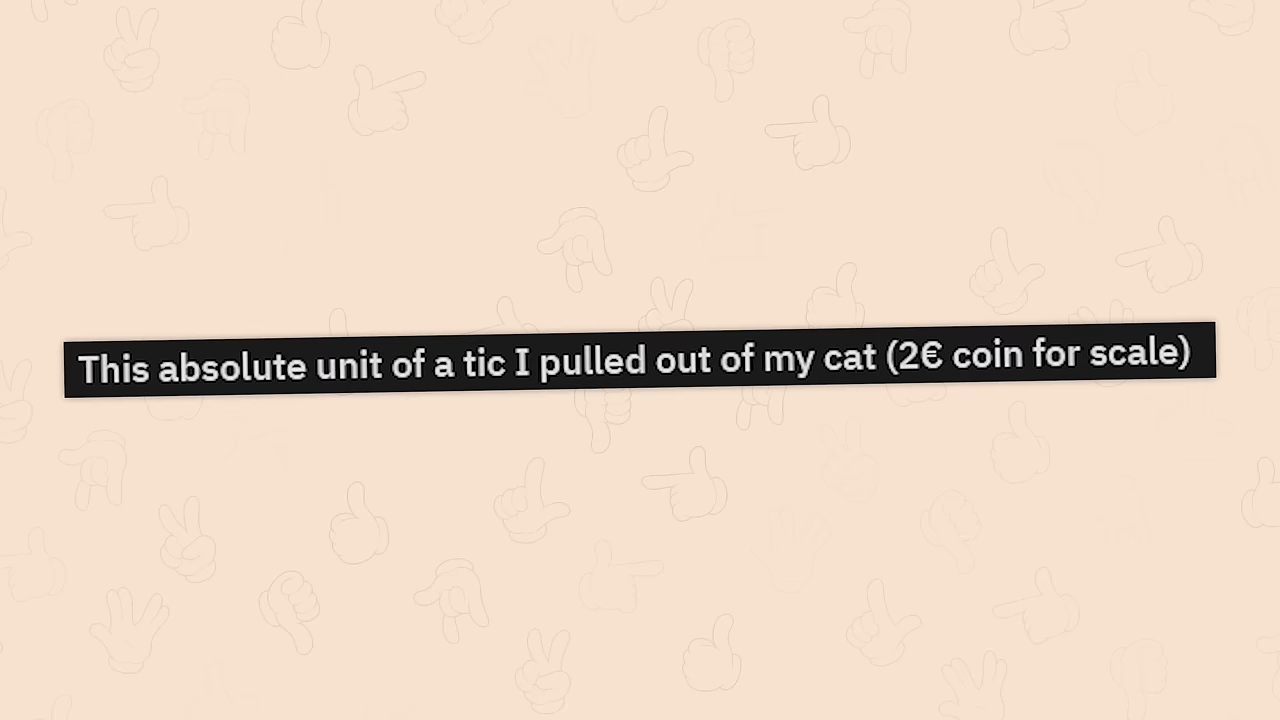 This absolute unit of a tic I pulled out of my cat (2€ coin for scale)